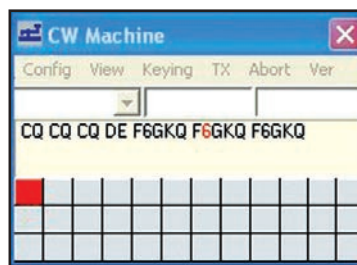 CW Machine
Config View Keying TX Abort Ver
CQ CQ CQ DE F6GKQ F6GKQ F6GKQ